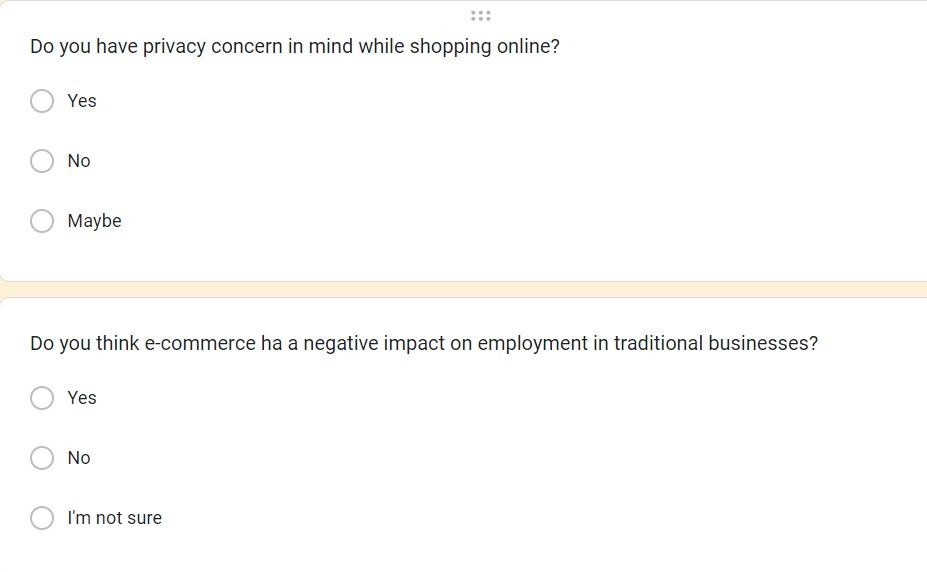 Do you have privacy concern in mind while shopping online?
Yes
No
Maybe
Do you think e-commerce ha a negative impact on employment in traditional businesses?
Yes
No
I'm not sure